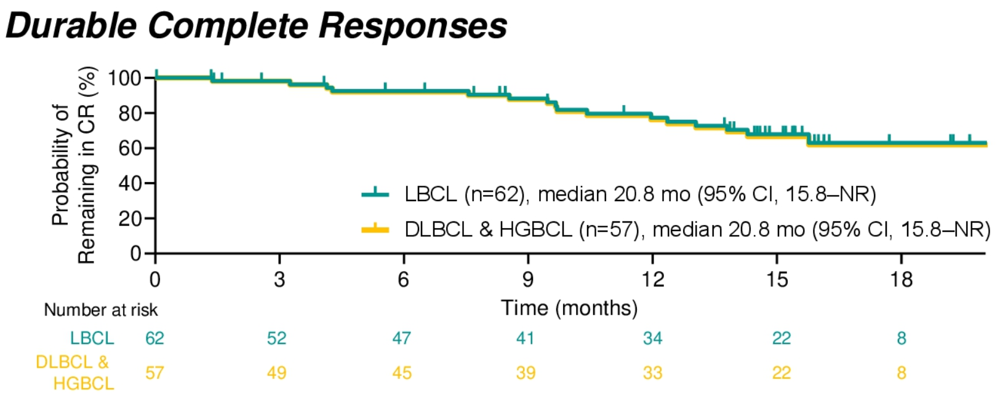 Durable Complete Responses
Probability of
Remaining in CR (%)
100
80
60
40
20
0
LBCL (n=62), median 20.8 mo (95% CI, 15.8–NR)
DLBCL & HGBCL (n=57), median 20.8 mo (95% CI, 15.8–NR)
0 3 6 9 12 15 18
Time (months)
Number at risk
LBCL 62 52 47 41 34 22 8
DLBCL &
HGBCL 57 49 45 39 33 22 8